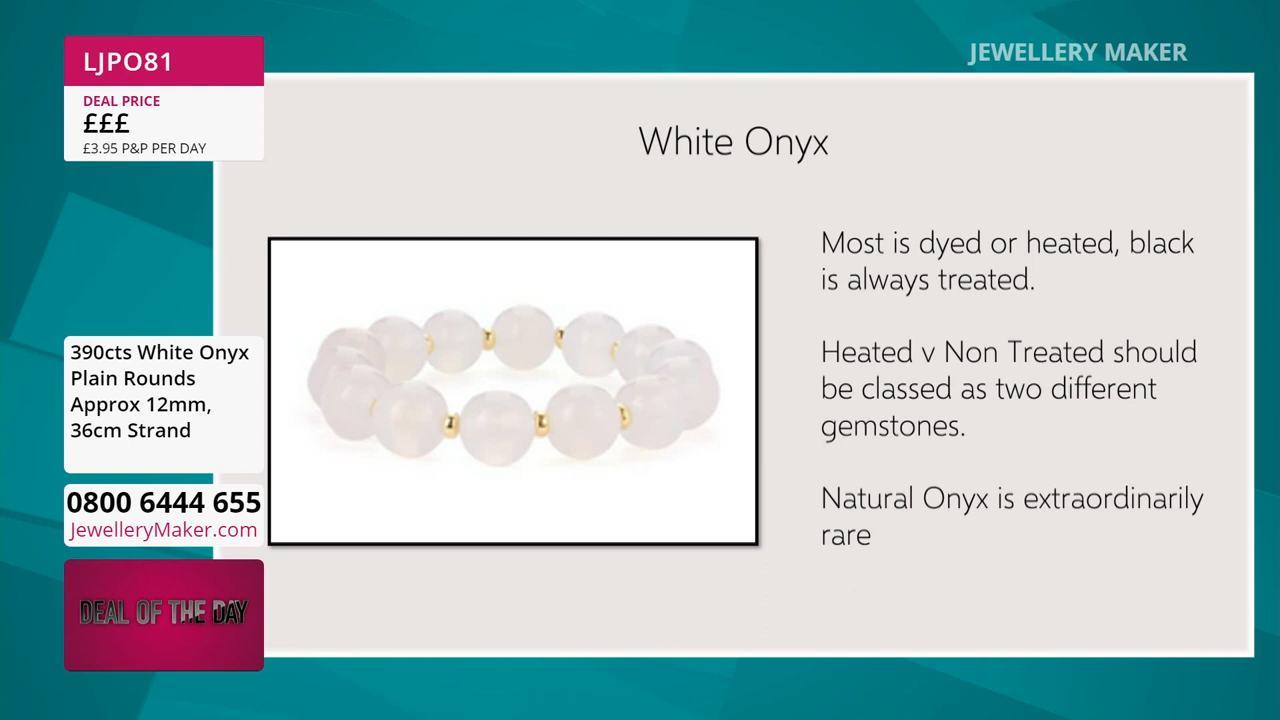 LJPO81
DEAL PRICE
£££
£3.95 P&P PER DAY
JEWELLERY MAKER
White Onyx
Most is dyed or heated, black
is always treated.
Heated v Non Treated should
be classed as two different
gemstones.
Natural Onyx is extraordinarily
rare
390cts White Onyx
Plain Rounds
Approx 12mm,
36cm Strand
0800 6444 655
JewelleryMaker.com
DEAL OF THE DAY